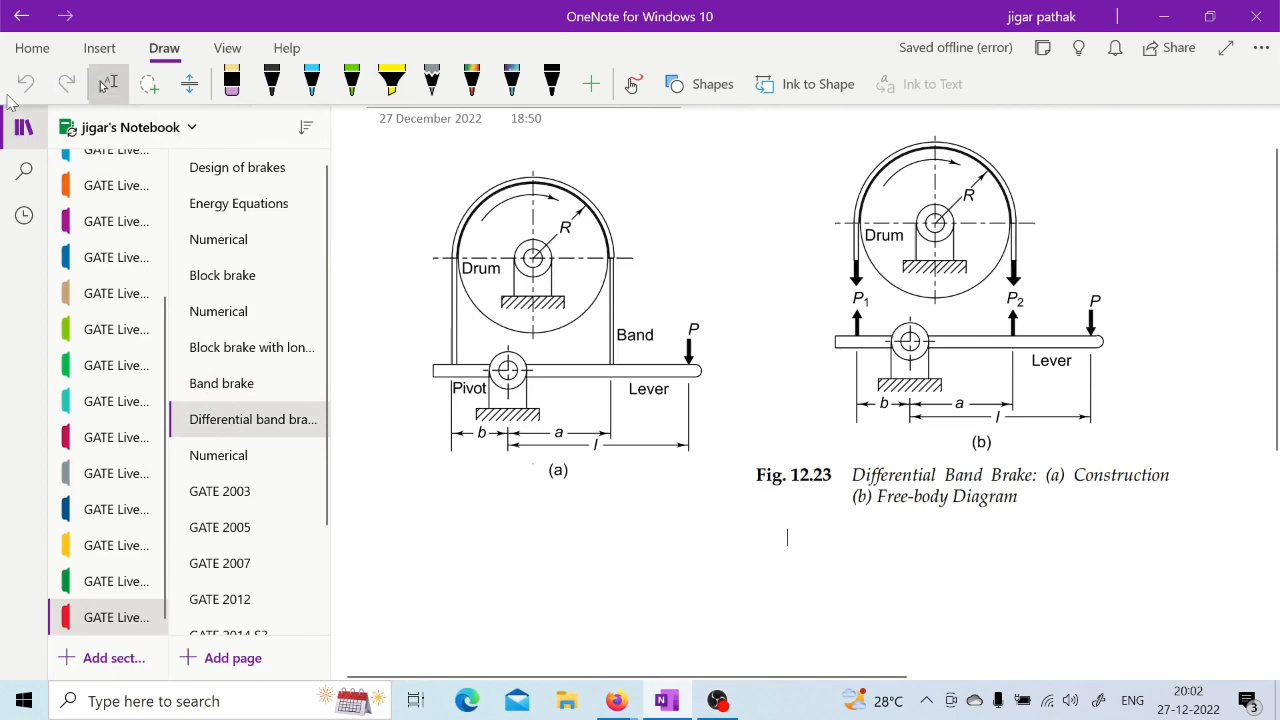 OneNote for Windows 10
jigar pathak
Home
Insert
Draw
View
Help
Saved offline (error)
Share
Shapes
Ink to Shape
Ink to Text
jigar's Notebook
GATE Live...
GATE Live...
GATE Live...
GATE Live...
GATE Live...
GATE Live...
GATE Live...
GATE Live...
GATE Live...
GATE Live...
GATE Live...
GATE Live...
GATE Live...
GATE Live...
Add sect...
Design of brakes
Energy Equations
Numerical
Block brake
Numerical
Block brake with lon...
Band brake
Differential band bra...
Numerical
GATE 2003
GATE 2005
GATE 2007
GATE 2012
GATE 2014 S3
Add page
27 December 2022 18:50
R
Drum
Band
P
Pivot
Lever
b
a
l
(a)
R
Drum
P1
P2
P
Lever
b
a
l
(b)
Fig. 12.23 Differential Band Brake: (a) Construction
(b) Free-body Diagram
Type here to search
28°C
ENG
20:02
27-12-2022
3